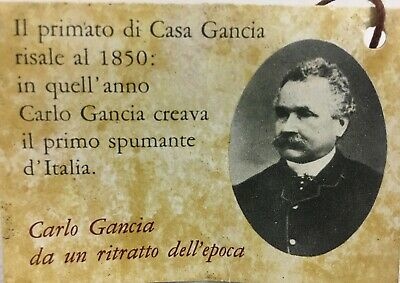 Il primato di Casa Gancia
risale al 1850:
in quell'anno
Carlo Gancia creava
il primo spumante
d'Italia.
Carlo Gancia
da un ritratto dell'epoca